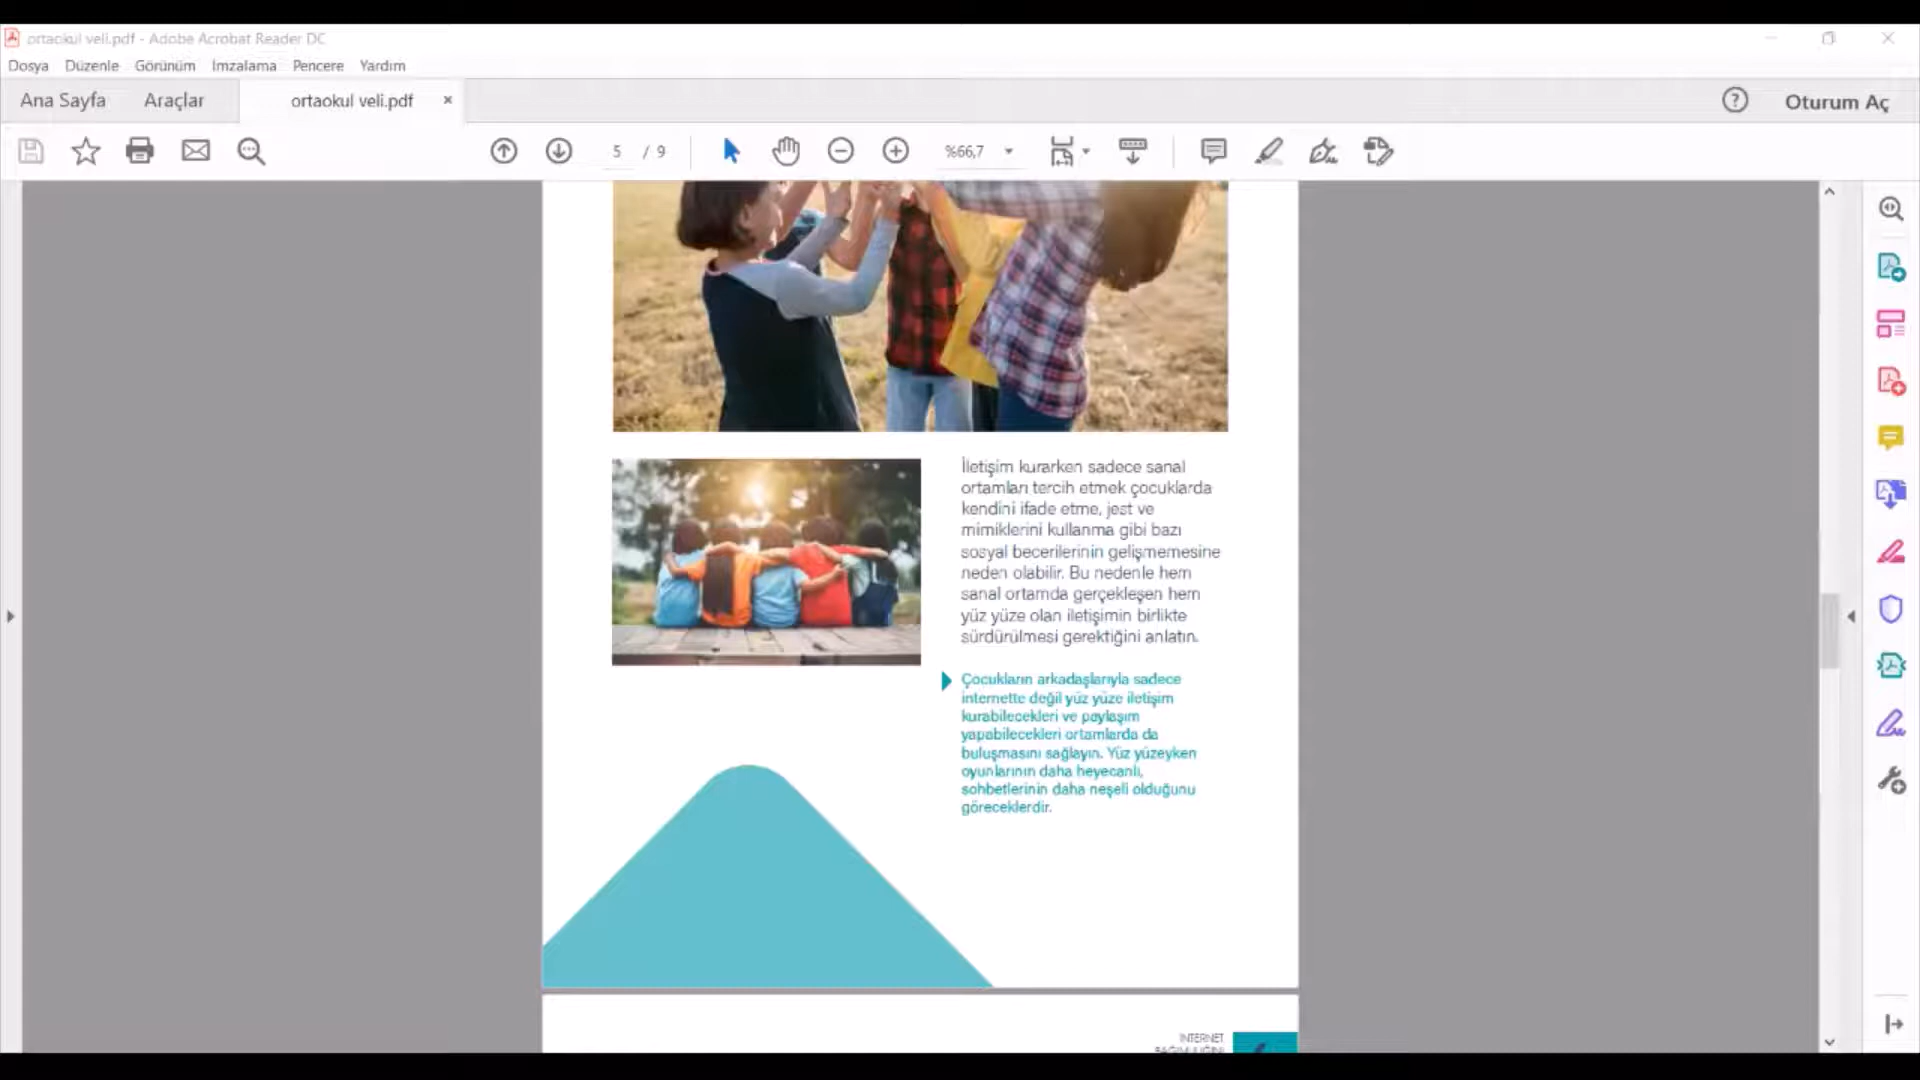 ortaokul veli.pdf - Adobe Acrobat Reader DC
Dosya Düzenle Görünüm İmzalama Pencere Yardım
Ana Sayfa Araçlar ortaokul veli.pdf × ? Oturum Aç
5 / 9 %66,7
İletişim kurarken sadece sanal
ortamları tercih etmek çocuklarda
kendini ifade etme, jest ve
mimiklerini kullanma gibi bazı
sosyal becerilerinin gelişmemesine
neden olabilir. Bu nedenle hem
sanal ortamda gerçekleşen hem
yüz yüze olan iletişimin birlikte
sürdürülmesi gerektiğini anlatın.
Çocukların arkadaşlarıyla sadece
internette değil yüz yüze iletişim
kurabilecekleri ve paylaşım
yapabilecekleri ortamlarda da
buluşmasını sağlayın. Yüz yüzeyken
oyunlarının daha heyecanlı,
sohbetlerinin daha neşeli olduğunu
göreceklerdir.
INTERNET